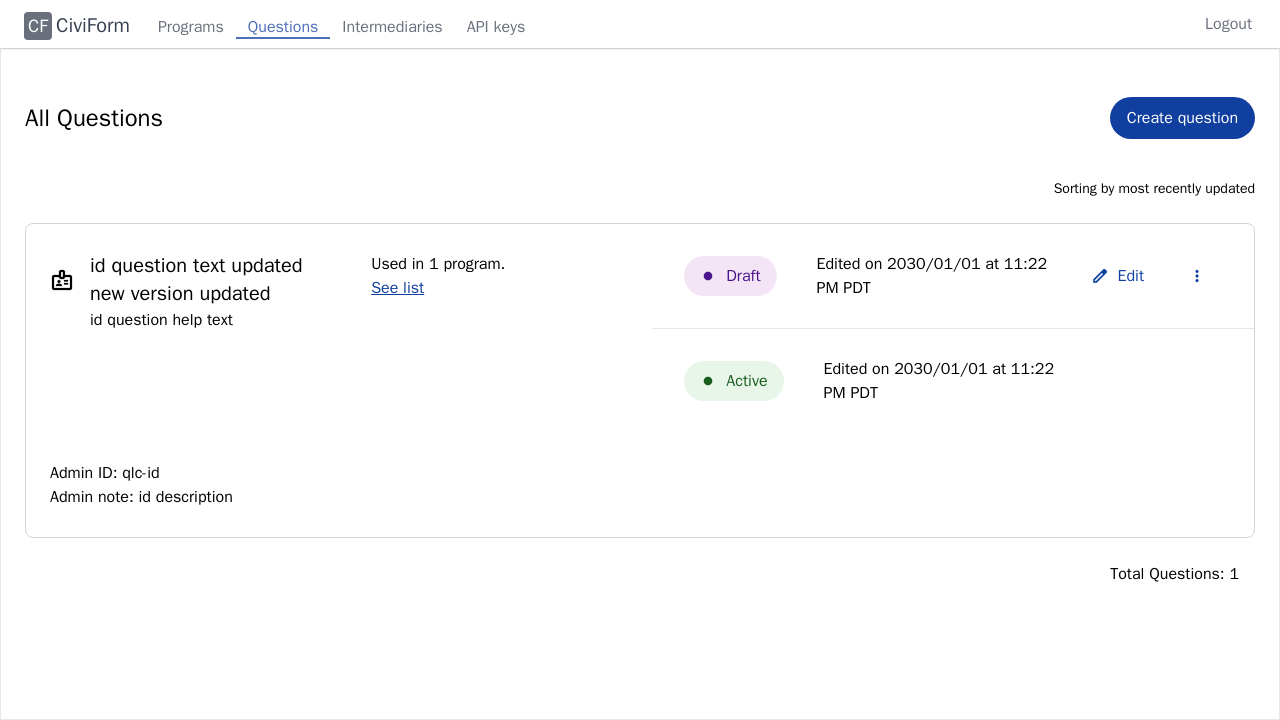 CF CiviForm Programs Questions Intermediaries API keys Logout
All Questions
Create question
Sorting by most recently updated
id question text updated
new version updated
id question help text
Used in 1 program.
See list
Draft
Edited on 2030/01/01 at 11:22
PM PDT
Edit
Active
Edited on 2030/01/01 at 11:22
PM PDT
Admin ID: qlc-id
Admin note: id description
Total Questions: 1